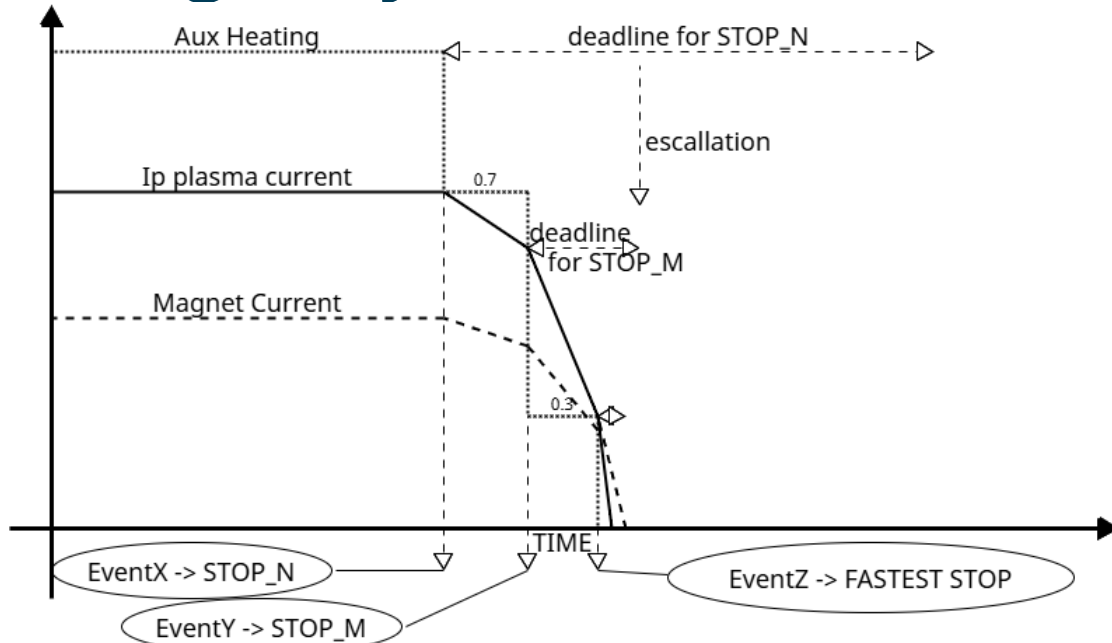 Aux Heating
deadline for STOP_N
escallation
Ip plasma current
0.7
deadline
for STOP_M
Magnet Current
0.3
TIME
EventX -> STOP_N
EventZ -> FASTEST STOP
EventY -> STOP_M